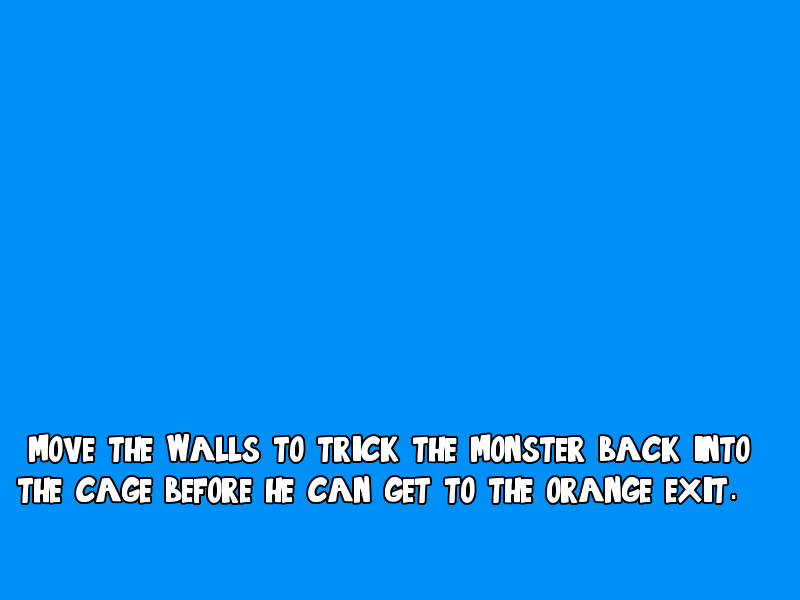 MOVE THE WALLS TO TRICK THE MONSTER BACK INTO
THE CAGE BEFORE HE CAN GET TO THE ORANGE EXIT.